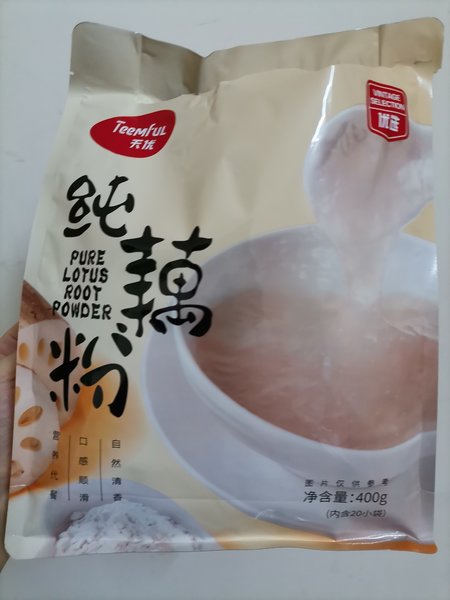 Teemful
天优
VINTAGE
SELECTION
优选
纯藕粉
PURE
LOTUS
ROOT
POWDER
自然清香
口感顺滑
营养代餐
图片仅供参考
净含量:400g
(内含20小袋)